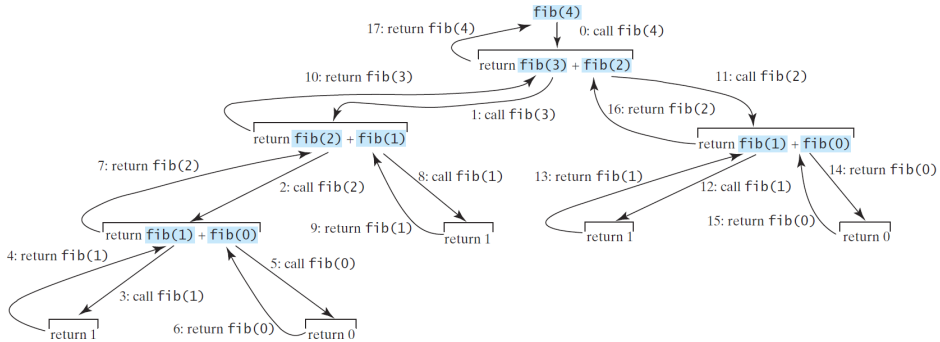 fib(4)
17: return fib(4)
0: call fib(4)
return fib(3) + fib(2)
10: return fib(3)
11: call fib(2)
1: call fib(3)
16: return fib(2)
return fib(2) + fib(1)
return fib(1) + fib(0)
7: return fib(2)
2: call fib(2)
8: call fib(1)
13: return fib(1)
12: call fib(1)
14: return fib(0)
9: return fib(1)
15: return fib(0)
return fib(1) + fib(0)
return 1
return 1
return 0
4: return fib(1)
5: call fib(0)
3: call fib(1)
6: return fib(0)
return 1
return 0